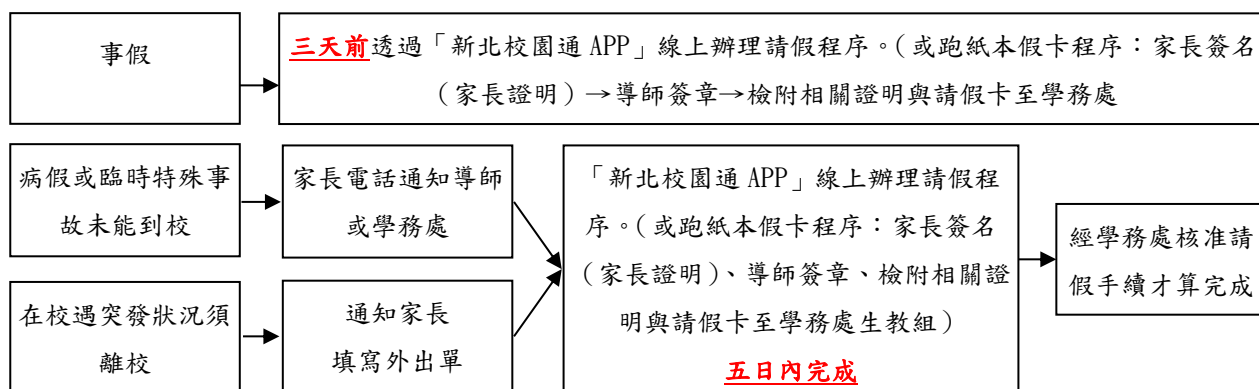 事假
三天前透過「新北校園通 APP」線上辦理請假程序。(或跑紙本假卡程序：家長簽名
(家長證明)→導師簽章→檢附相關證明與請假卡至學務處
病假或臨時特殊事
故未能到校
家長電話通知導師
或學務處
在校遇突發狀況須
離校
通知家長
填寫外出單
「新北校園通 APP」線上辦理請假程
序。(或跑紙本假卡程序：家長簽名
(家長證明)、導師簽章、檢附相關證
明與請假卡至學務處生教組)
五日內完成
經學務處核准請
假手續才算完成